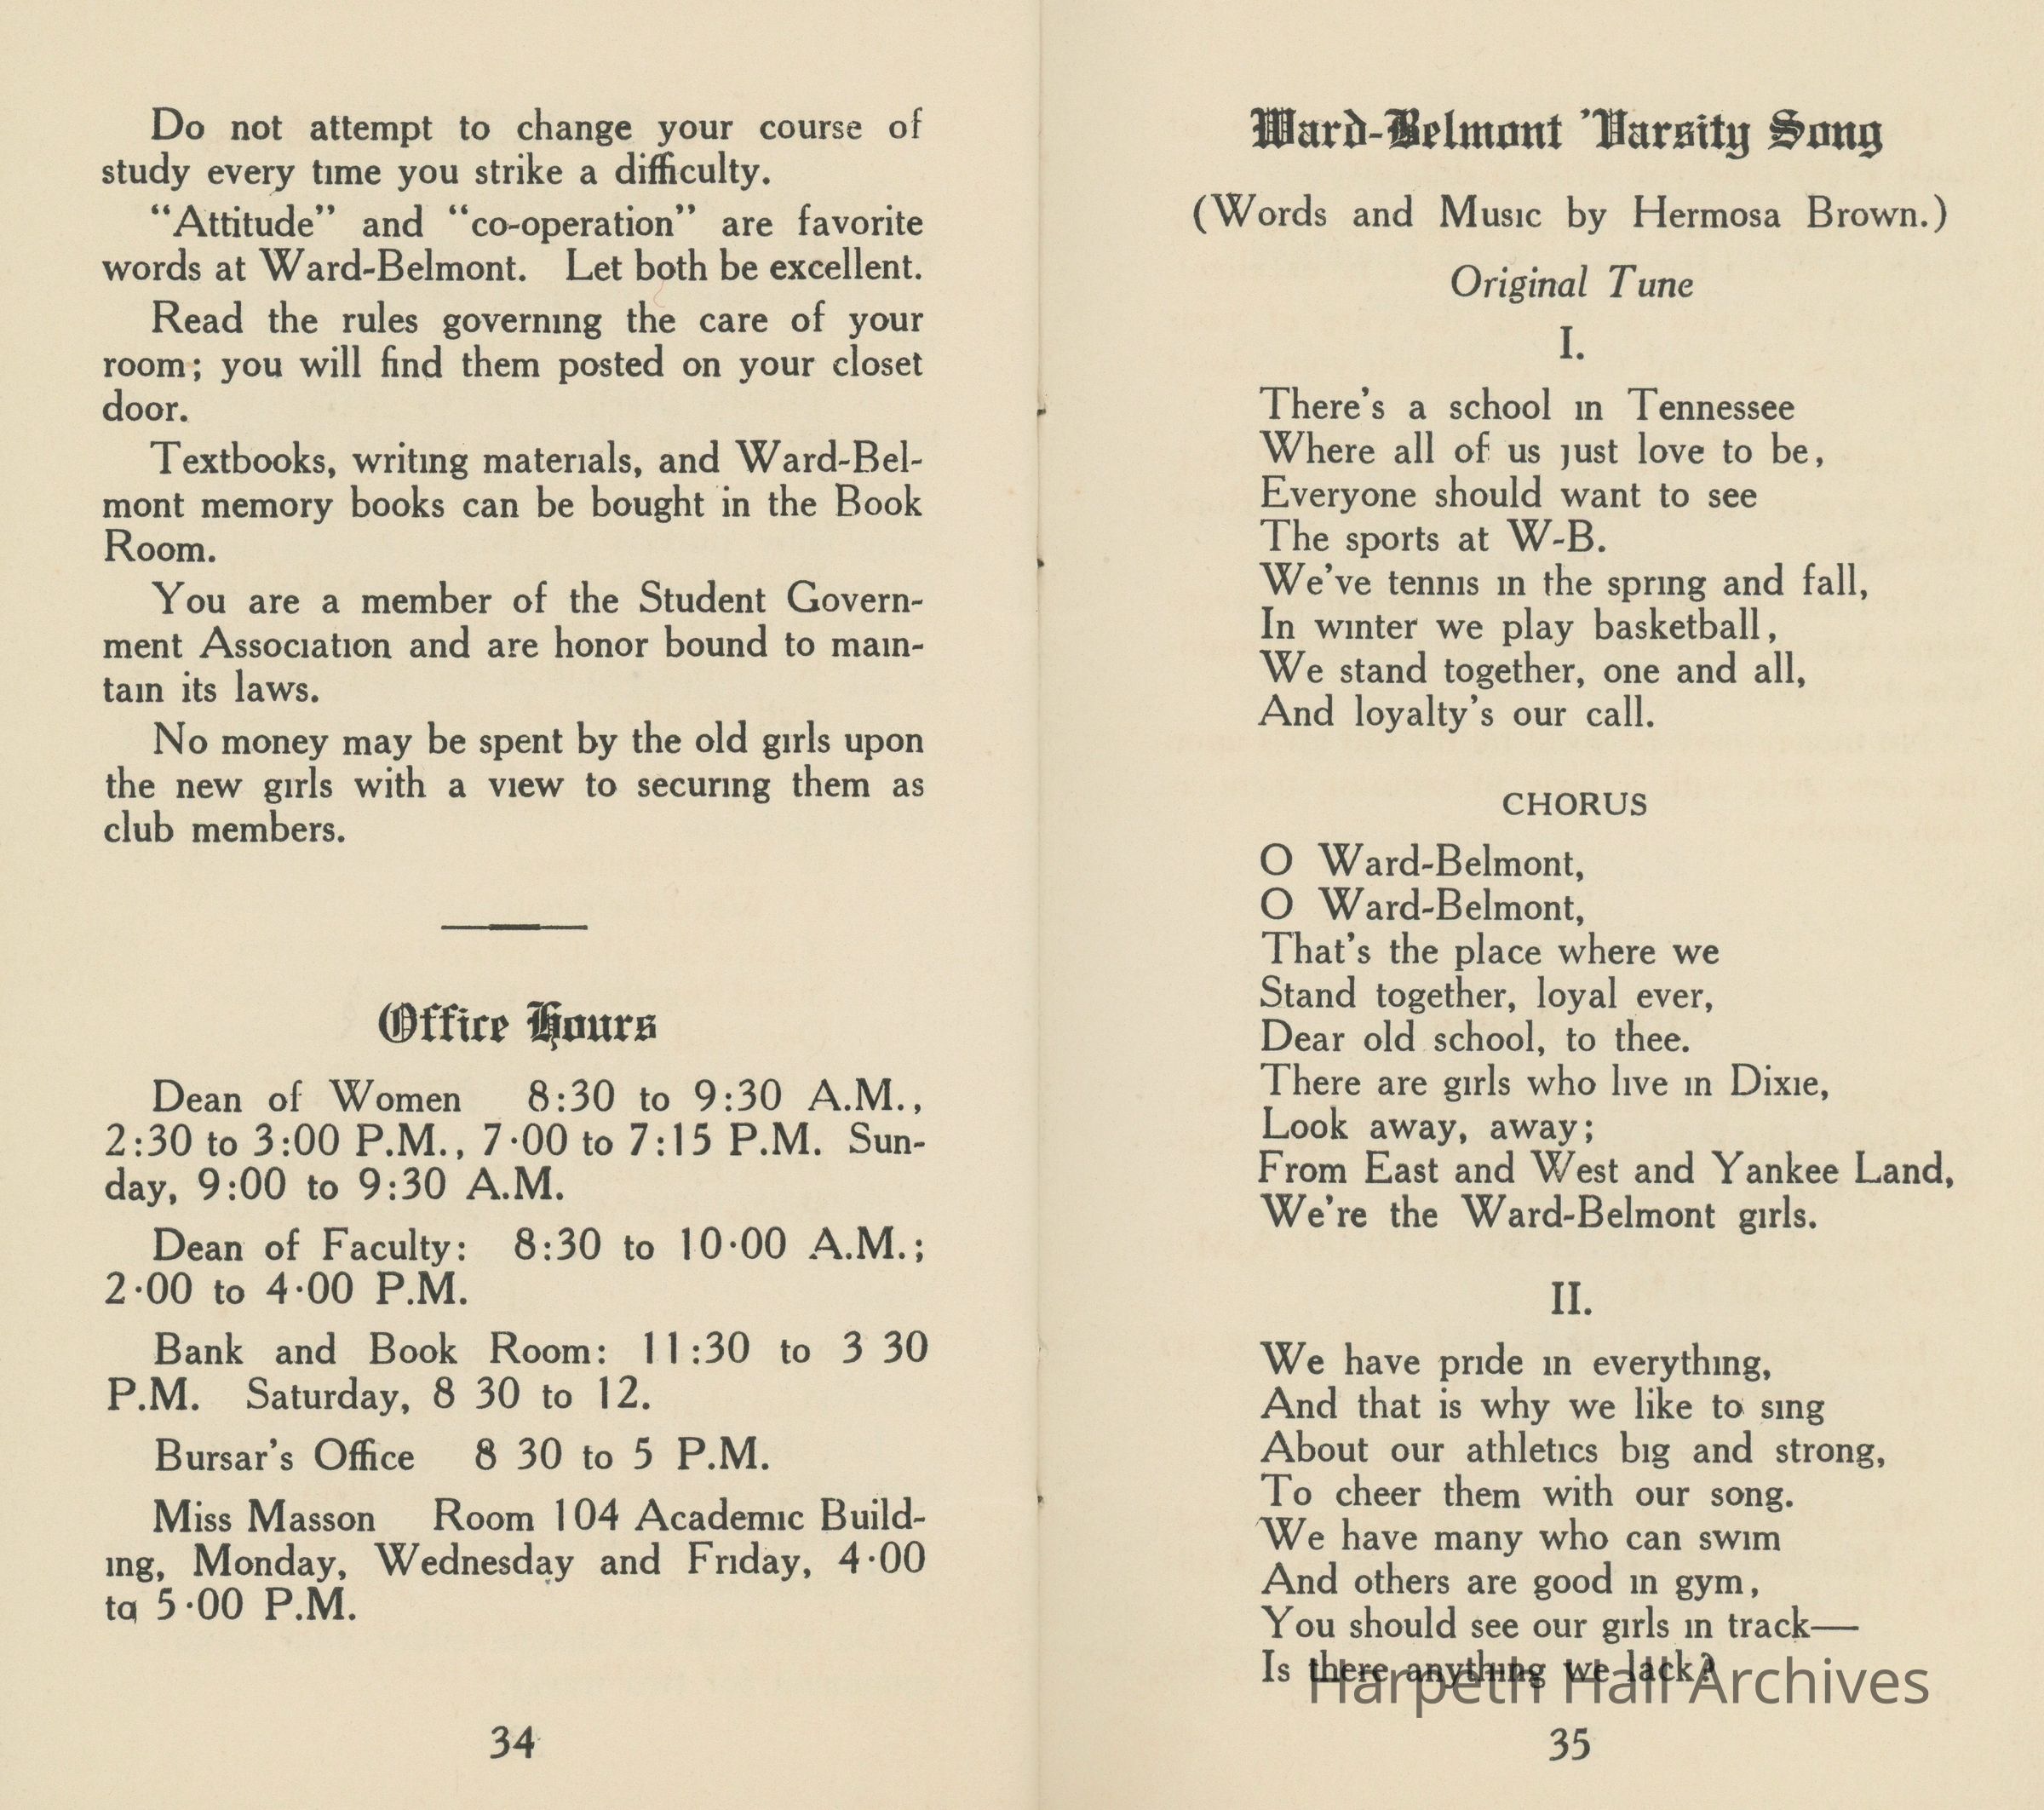 Do not attempt to change your course of
study every time you strike a difficulty.
“Attitude” and “co-operation” are favorite
words at Ward-Belmont. Let both be excellent.
Read the rules governing the care of your
room; you will find them posted on your closet
door.
Textbooks, writing materials, and Ward-Bel-
mont memory books can be bought in the Book
Room.
You are a member of the Student Govern-
ment Association and are honor bound to main-
tain its laws.
No money may be spent by the old girls upon
the new girls with a view to securing them as
club members.
Office Hours
Dean of Women 8:30 to 9:30 A.M.,
2:30 to 3:00 P.M., 7·00 to 7:15 P.M. Sun-
day, 9:00 to 9:30 A.M.
Dean of Faculty: 8:30 to 10·00 A.M.;
2·00 to 4·00 P.M.
Bank and Book Room: 11:30 to 3 30
P.M. Saturday, 8 30 to 12.
Bursar’s Office 8 30 to 5 P.M.
Miss Masson Room 104 Academic Build-
ing, Monday, Wednesday and Friday, 4·00
to 5·00 P.M.
34
Ward-Belmont ’Varsity Song
(Words and Music by Hermosa Brown.)
Original Tune
I.
There’s a school in Tennessee
Where all of us just love to be,
Everyone should want to see
The sports at W-B.
We’ve tennis in the spring and fall,
In winter we play basketball,
We stand together, one and all,
And loyalty’s our call.
CHORUS
O Ward-Belmont,
O Ward-Belmont,
That’s the place where we
Stand together, loyal ever,
Dear old school, to thee.
There are girls who live in Dixie,
Look away, away;
From East and West and Yankee Land,
We’re the Ward-Belmont girls.
II.
We have pride in everything,
And that is why we like to sing
About our athletics big and strong,
To cheer them with our song.
We have many who can swim
And others are good in gym,
You should see our girls in track—
Is there anything we lack?
Harpeth Hall Archives
35